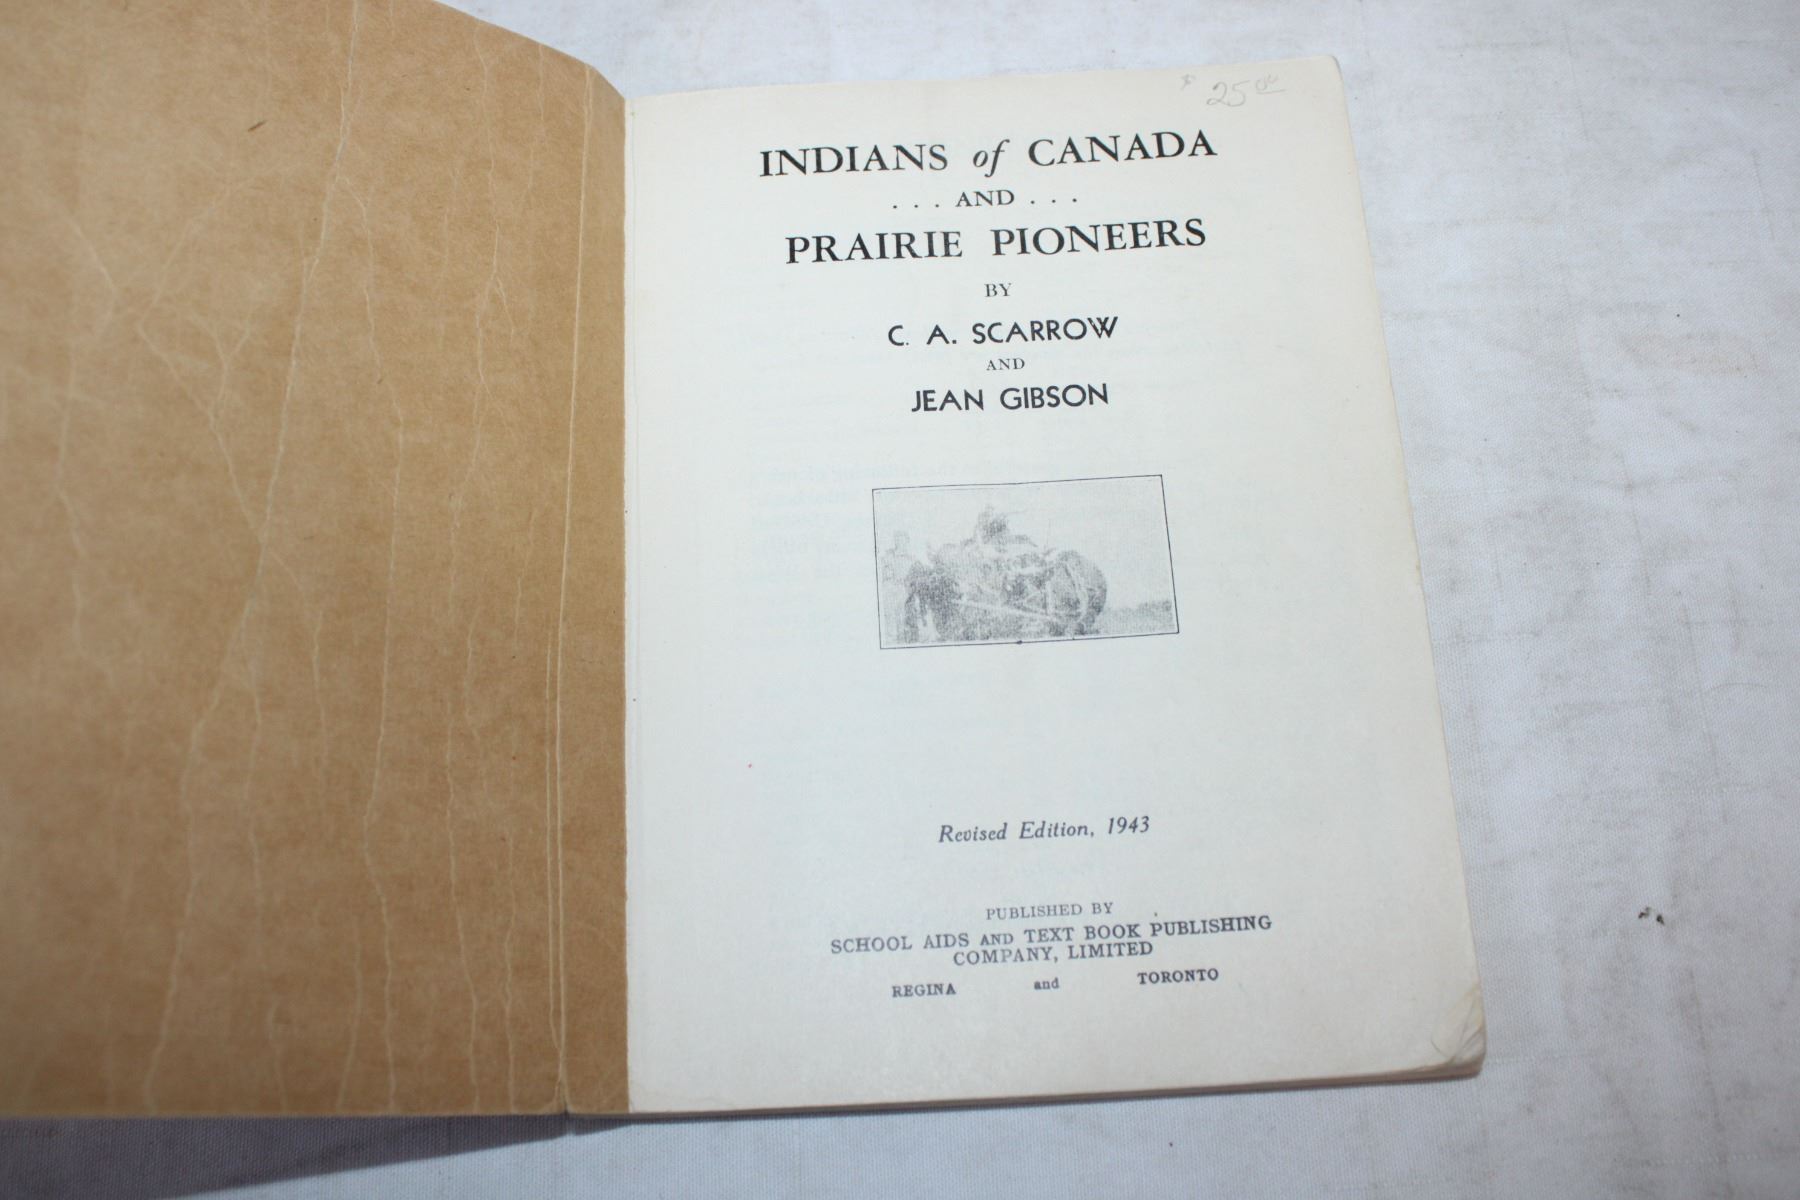 $ 25 00
INDIANS of CANADA
. . . AND . . .
PRAIRIE PIONEERS
BY
C. A. SCARROW
AND
JEAN GIBSON
Revised Edition, 1943
PUBLISHED BY
SCHOOL AIDS AND TEXT BOOK PUBLISHING
COMPANY, LIMITED
REGINA and TORONTO